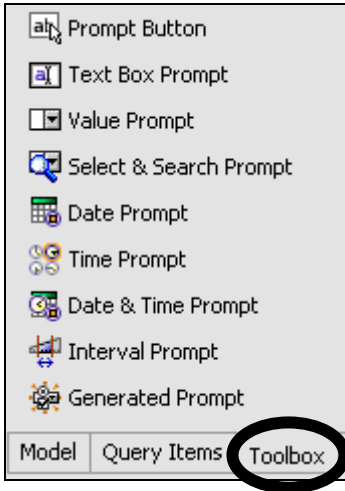 Prompt Button
Text Box Prompt
Value Prompt
Select & Search Prompt
Date Prompt
Time Prompt
Date & Time Prompt
Interval Prompt
Generated Prompt
Model Query Items Toolbox